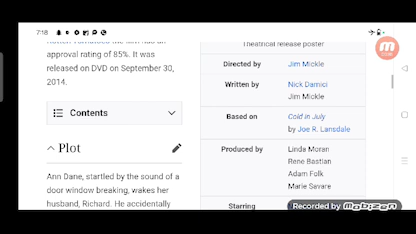 7:18
approval rating of 85%. It was
released on DVD on September 30,
2014.
Contents
Plot
Ann Dane, startled by the sound of a
door window breaking, wakes her
husband, Richard. He accidentally
Theatrical release poster
Directed by Jim Mickle
Written by Nick Damici
Jim Mickle
Based on Cold in July
by Joe R. Lansdale
Produced by Linda Moran
Rene Bastian
Adam Folk
Marie Savare
Starring
Recorded by Mobizen